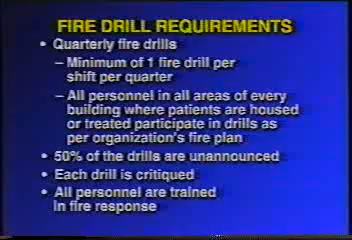 FIRE DRILL REQUIREMENTS
• Quarterly fire drills
– Minimum of 1 fire drill per
shift per quarter
– All personnel in all areas of every
building where patients are housed
or treated participate in drills as
per organization's fire plan
• 50% of the drills are unannounced
• Each drill is critiqued
• All personnel are trained
in fire response